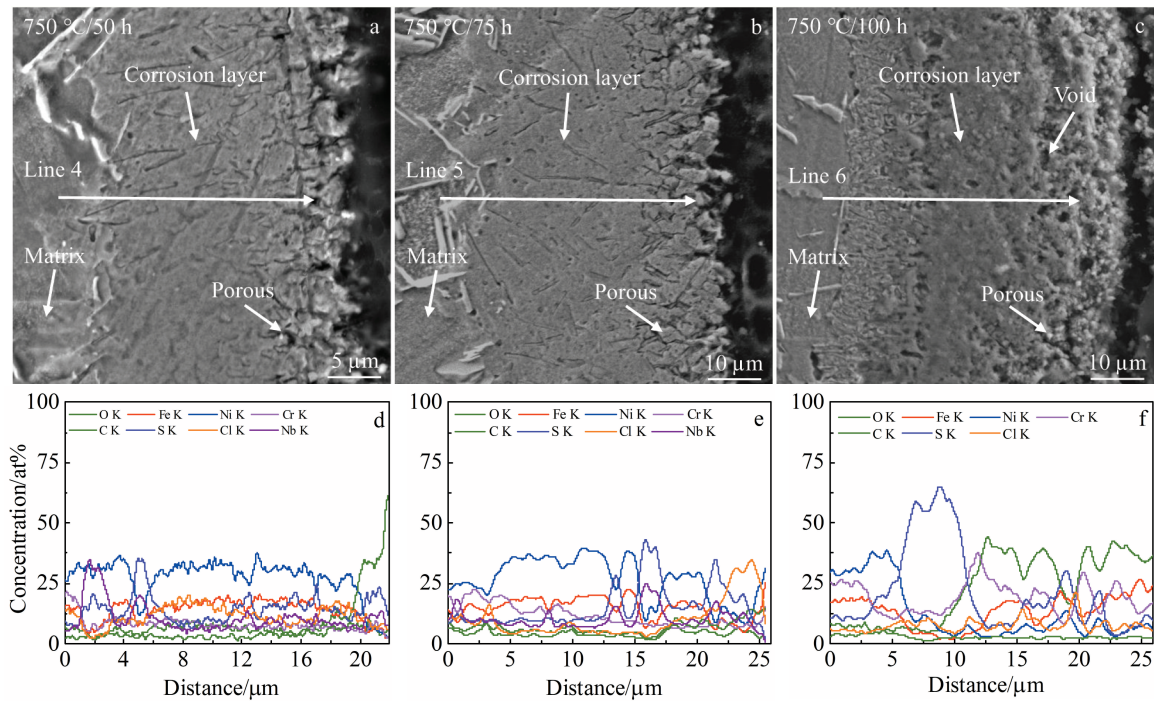 750 °C/50 h
a
Corrosion layer
Line 4
Matrix
Porous
5 μm
750 °C/75 h
b
Corrosion layer
Line 5
Matrix
Porous
10 μm
750 °C/100 h
c
Corrosion layer
Void
Line 6
Matrix
Porous
10 μm
Concentration/at%
100
75
50
25
0
O K Fe K Ni K Cr K
C K S K Cl K Nb K
d
0 4 8 12 16 20
Distance/μm
100
75
50
25
0
O K Fe K Ni K Cr K
C K S K Cl K Nb K
e
0 5 10 15 20 25
Distance/μm
100
75
50
25
0
O K Fe K Ni K Cr K
C K S K Cl K
f
0 5 10 15 20 25
Distance/μm